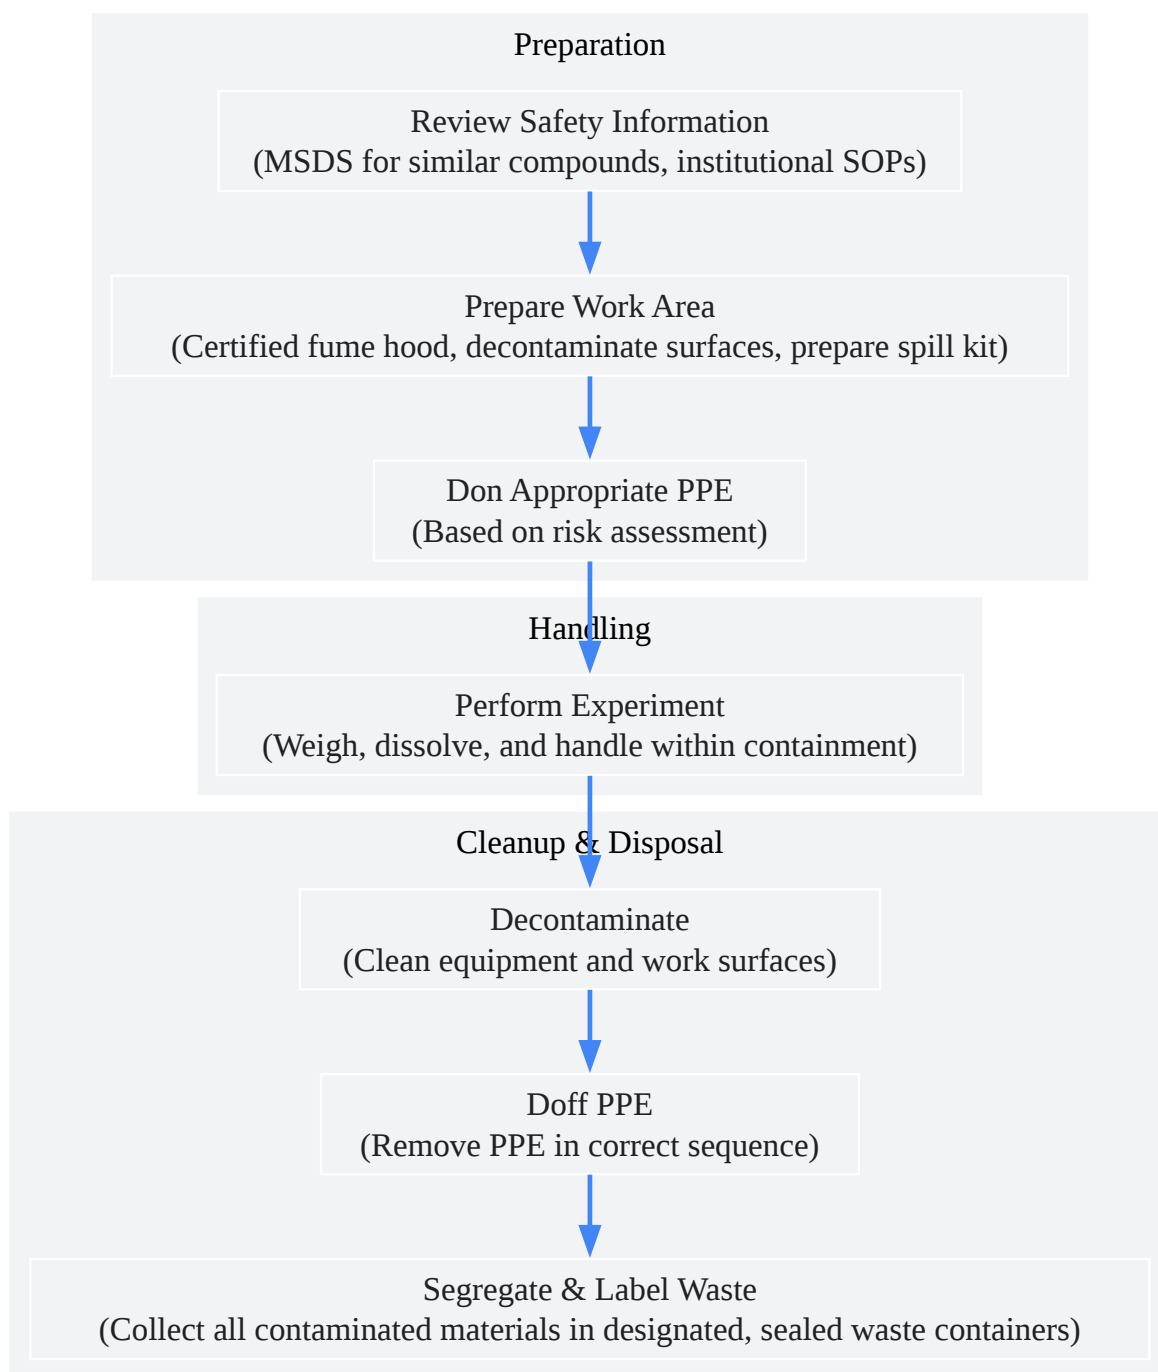 Preparation
Review Safety Information
(MSDS for similar compounds, institutional SOPs)
Prepare Work Area
(Certified fume hood, decontaminate surfaces, prepare spill kit)
Don Appropriate PPE
(Based on risk assessment)
Handling
Perform Experiment
(Weigh, dissolve, and handle within containment)
Cleanup & Disposal
Decontaminate
(Clean equipment and work surfaces)
Doff PPE
(Remove PPE in correct sequence)
Segregate & Label Waste
(Collect all contaminated materials in designated, sealed waste containers)